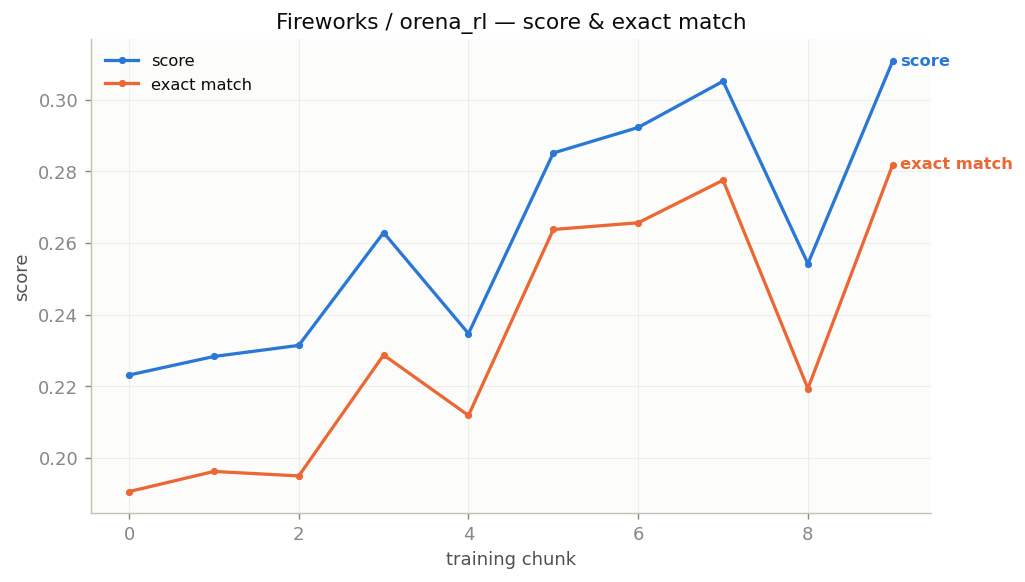 Fireworks / orena_rl — score & exact match
score
exact match
0.30
0.28
0.26
0.24
0.22
0.20
score
score
exact match
0 2 4 6 8
training chunk